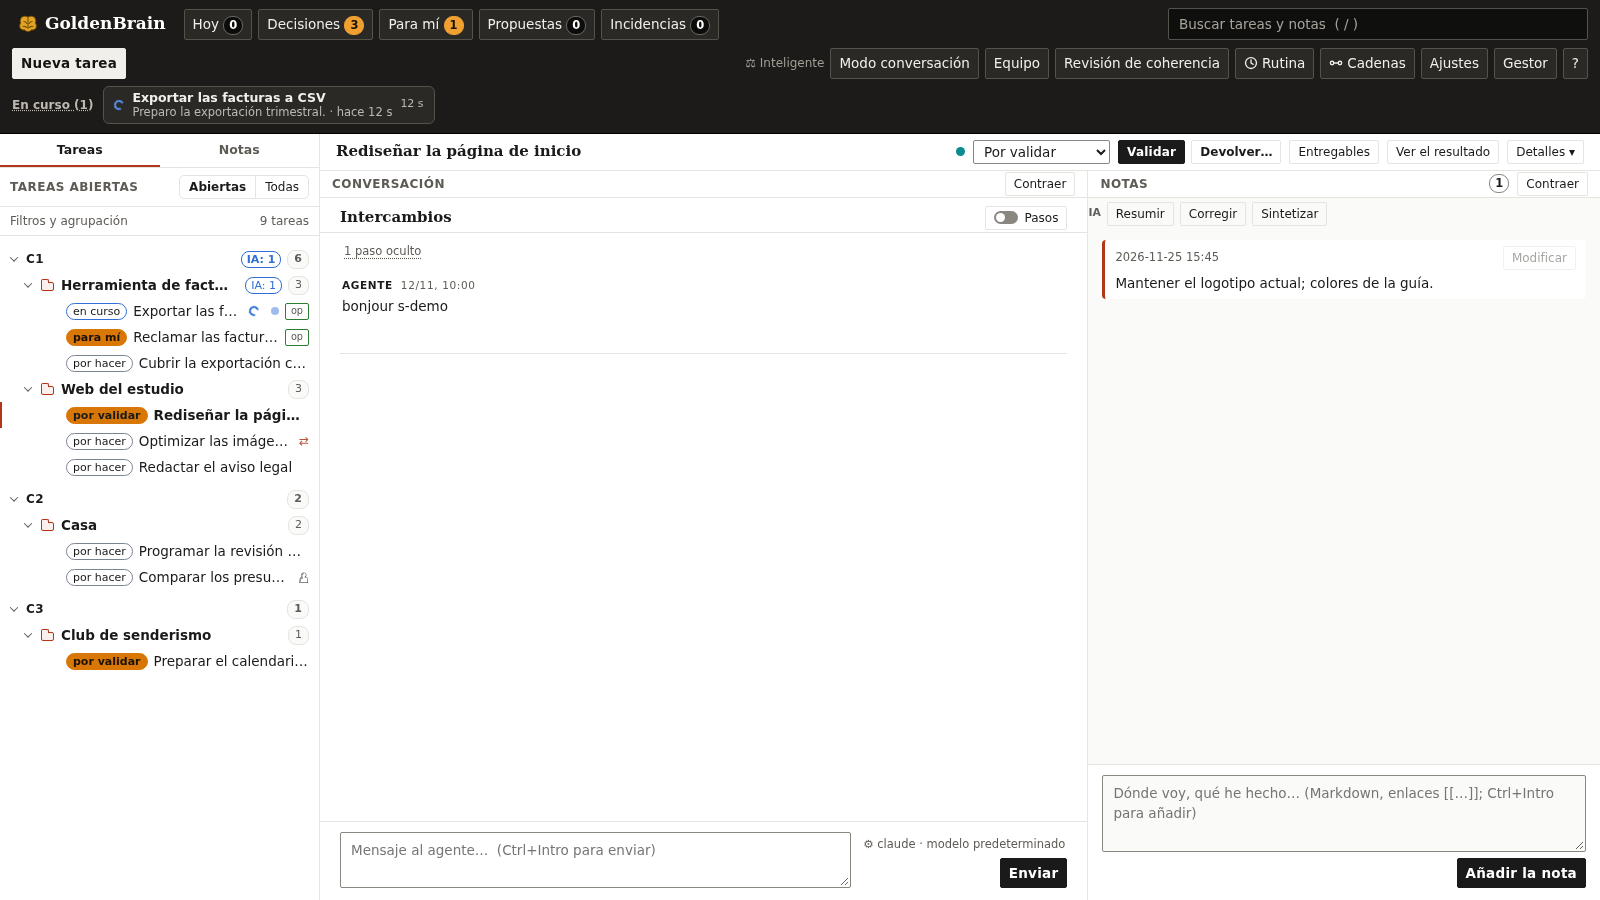 GoldenBrain
Hoy 0
Decisiones 3
Para mí 1
Propuestas 0
Incidencias 0
Buscar tareas y notas ( / )
Nueva tarea
⚖ Inteligente
Modo conversación
Equipo
Revisión de coherencia
Rutina
Cadenas
Ajustes
Gestor
?
En curso (1)
Exportar las facturas a CSV
Preparo la exportación trimestral. · hace 12 s
12 s
Tareas
Notas
TAREAS ABIERTAS
Abiertas
Todas
Filtros y agrupación
9 tareas
C1
IA: 1
6
Herramienta de fact…
IA: 1
3
en curso
Exportar las f…
op
para mí
Reclamar las factur…
op
por hacer
Cubrir la exportación c…
Web del estudio
3
por validar
Rediseñar la pági…
por hacer
Optimizar las imáge…
⇄
por hacer
Redactar el aviso legal
C2
2
Casa
2
por hacer
Programar la revisión …
por hacer
Comparar los presu…
C3
1
Club de senderismo
1
por validar
Preparar el calendari…
Rediseñar la página de inicio
Por validar
Validar
Devolver…
Entregables
Ver el resultado
Detalles ▾
CONVERSACIÓN
Contraer
Intercambios
Pasos
1 paso oculto
AGENTE 12/11, 10:00
bonjour s-demo
Mensaje al agente… (Ctrl+Intro para enviar)
⚙ claude · modelo predeterminado
Enviar
NOTAS
1
Contraer
IA
Resumir
Corregir
Sintetizar
2026-11-25 15:45
Modificar
Mantener el logotipo actual; colores de la guía.
Dónde voy, qué he hecho… (Markdown, enlaces [[…]]; Ctrl+Intro
para añadir)
Añadir la nota